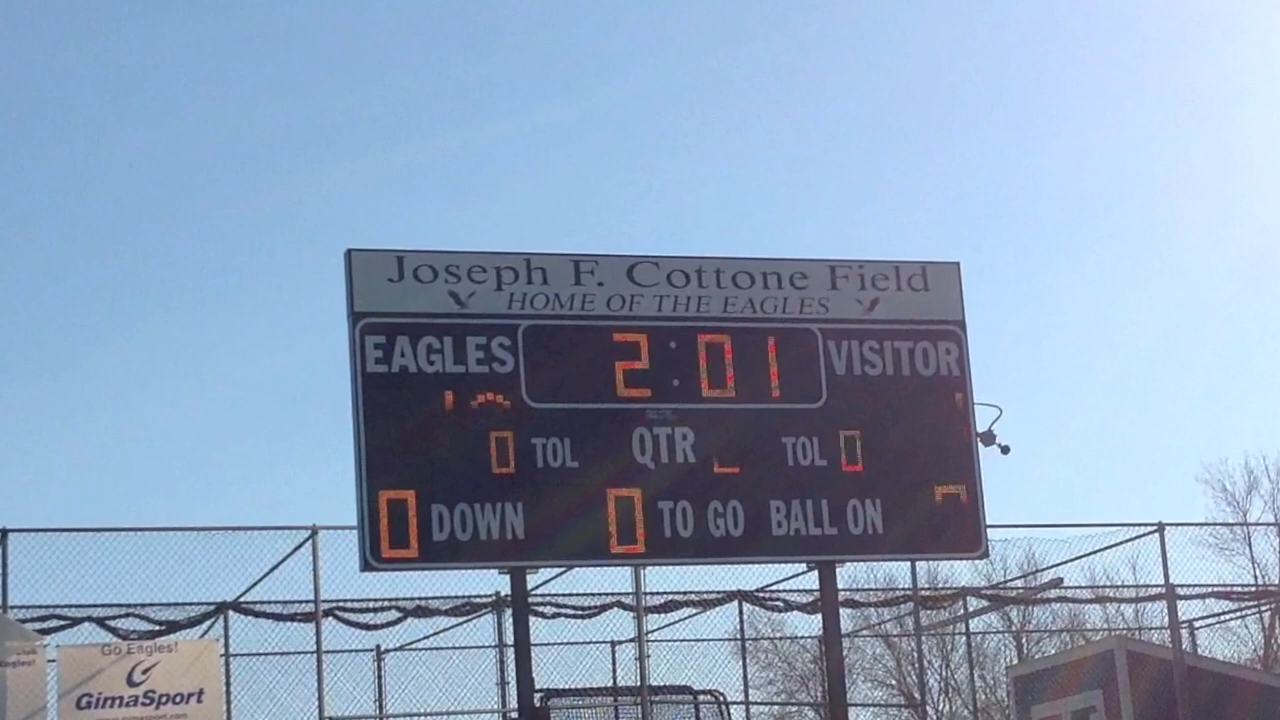 Joseph F. Cottone Field
HOME OF THE EAGLES
EAGLES 2:01 VISITOR
0 TOL QTR TOL 0
0 DOWN 0 TO GO BALL ON
Go Eagles!
GimaSport